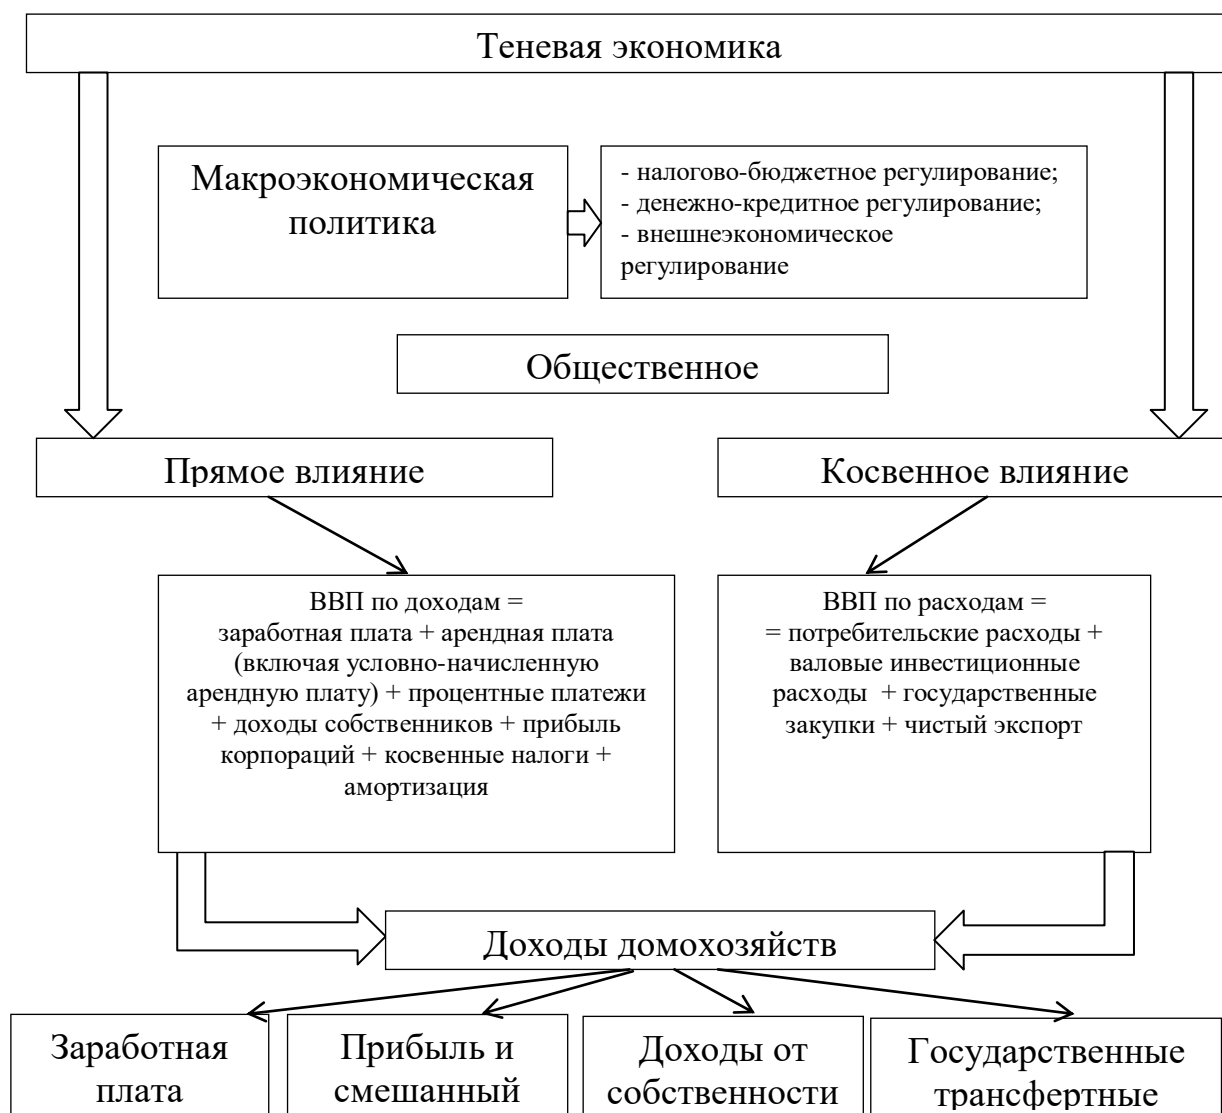 Теневая экономика
Макроэкономическая
политика
- налогово-бюджетное регулирование;
- денежно-кредитное регулирование;
- внешнеэкономическое
регулирование
Общественное
Прямое влияние
Косвенное влияние
ВВП по доходам =
заработная плата + арендная плата
(включая условно-начисленную
арендную плату) + процентные платежи
+ доходы собственников + прибыль
корпораций + косвенные налоги +
амортизация
ВВП по расходам =
= потребительские расходы +
валовые инвестиционные
расходы + государственные
закупки + чистый экспорт
Доходы домохозяйств
Заработная
плата
Прибыль и
смешанный
Доходы от
собственности
Государственные
трансфертные